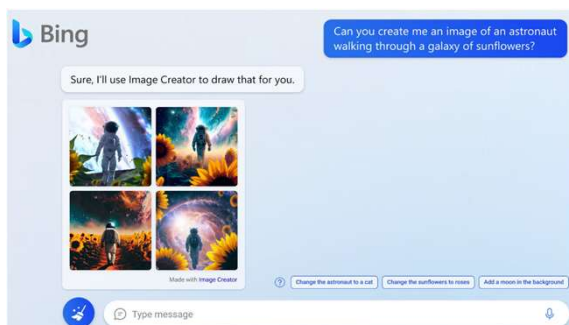 Bing
Can you create me an image of an astronaut
walking through a galaxy of sunflowers?
Sure, I'll use Image Creator to draw that for you.
Made with Image Creator
Change the astronaut to a cat
Change the sunflowers to roses
Add a moon in the background
Type message